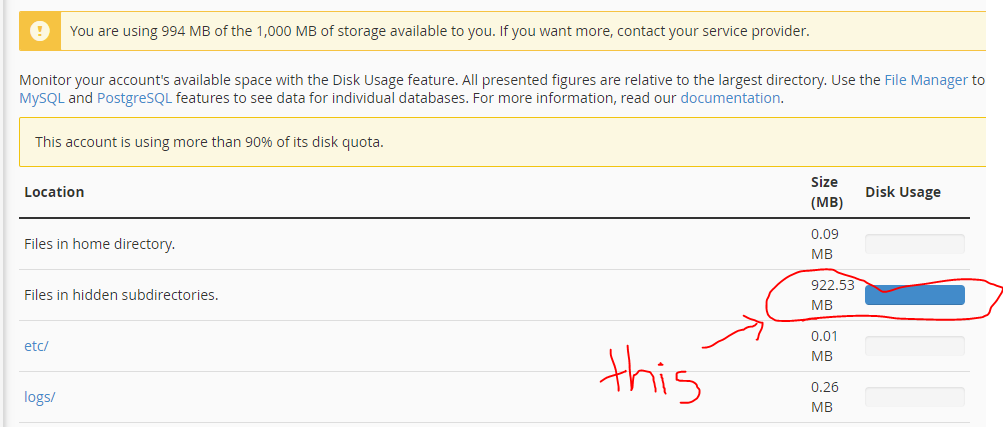 You are using 994 MB of the 1,000 MB of storage available to you. If you want more, contact your service provider.
Monitor your account's available space with the Disk Usage feature. All presented figures are relative to the largest directory. Use the File Manager to
MySQL and PostgreSQL features to see data for individual databases. For more information, read our documentation.
This account is using more than 90% of its disk quota.
Location Size (MB) Disk Usage
Files in home directory. 0.09 MB
Files in hidden subdirectories. 922.53 MB
etc/ 0.01 MB
this
logs/ 0.26 MB